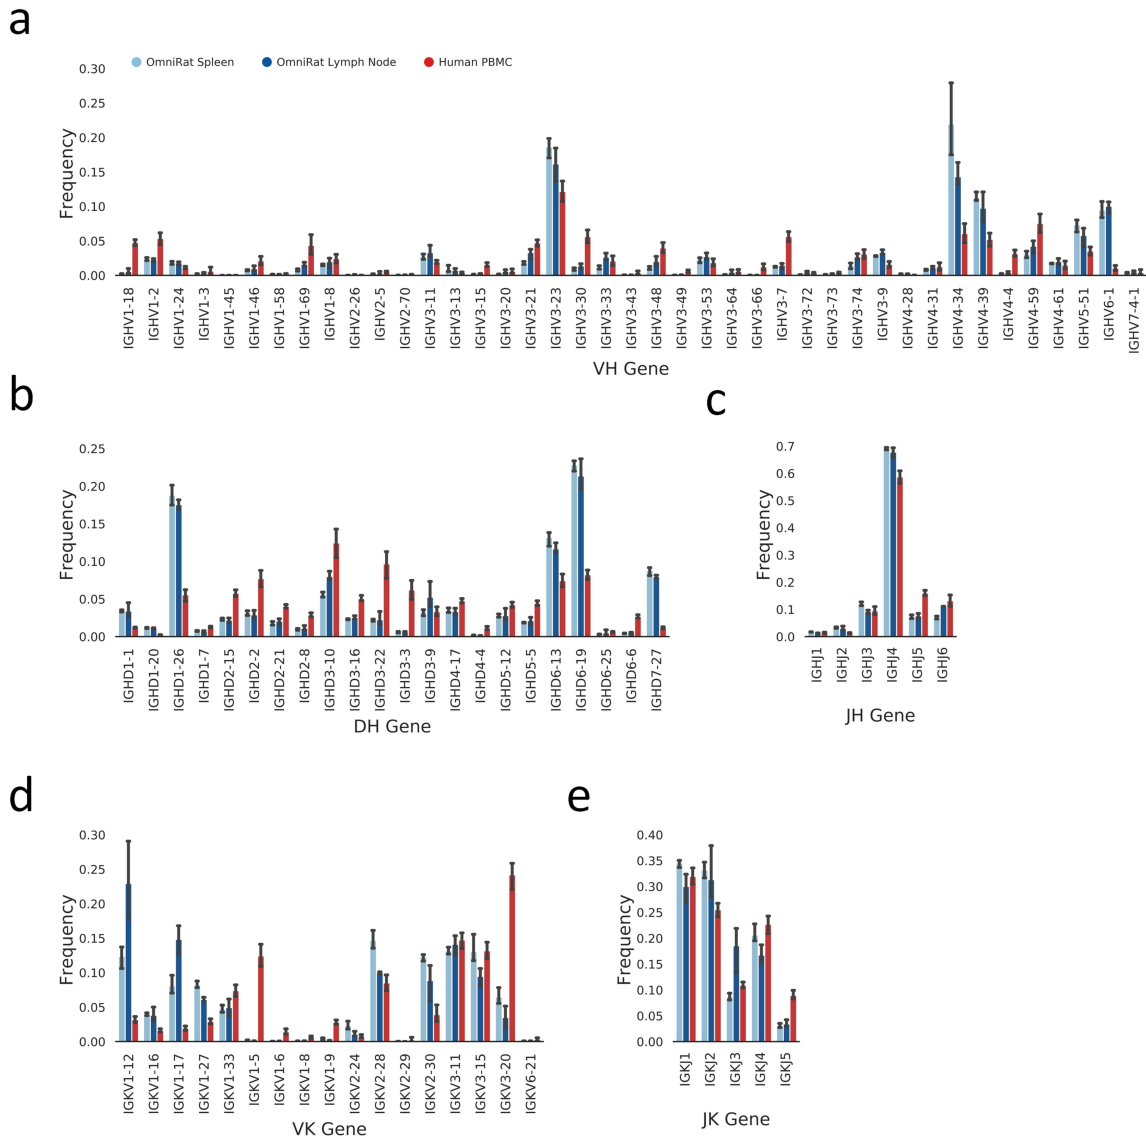 a
OmniRat Spleen OmniRat Lymph Node Human PBMC
0.30
0.25
0.20
0.15
0.10
0.05
0.00
Frequency
IGHV1-18 IGHV1-2 IGHV1-24 IGHV1-3 IGHV1-45 IGHV1-46 IGHV1-58 IGHV1-69 IGHV1-8 IGHV2-26 IGHV2-5 IGHV2-70 IGHV3-11 IGHV3-13 IGHV3-15 IGHV3-20 IGHV3-21 IGHV3-23 IGHV3-30 IGHV3-33 IGHV3-43 IGHV3-48 IGHV3-49 IGHV3-53 IGHV3-64 IGHV3-66 IGHV3-7 IGHV3-72 IGHV3-73 IGHV3-74 IGHV3-9 IGHV4-28 IGHV4-31 IGHV4-34 IGHV4-39 IGHV4-4 IGHV4-59 IGHV4-61 IGHV5-51 IGHV6-1 IGHV7-4-1
VH Gene
b
0.25
0.20
0.15
0.10
0.05
0.00
Frequency
IGHD1-1 IGHD1-20 IGHD1-26 IGHD1-7 IGHD2-15 IGHD2-2 IGHD2-21 IGHD2-8 IGHD3-10 IGHD3-16 IGHD3-22 IGHD3-3 IGHD3-9 IGHD4-17 IGHD4-4 IGHD5-12 IGHD5-5 IGHD6-13 IGHD6-19 IGHD6-25 IGHD6-6 IGHD7-27
DH Gene
c
0.7
0.6
0.5
0.4
0.3
0.2
0.1
0.0
Frequency
IGHJ1 IGHJ2 IGHJ3 IGHJ4 IGHJ5 IGHJ6
JH Gene
d
0.30
0.25
0.20
0.15
0.10
0.05
0.00
Frequency
IGKV1-12 IGKV1-16 IGKV1-17 IGKV1-27 IGKV1-33 IGKV1-5 IGKV1-6 IGKV1-8 IGKV1-9 IGKV2-24 IGKV2-28 IGKV2-29 IGKV2-30 IGKV3-11 IGKV3-15 IGKV3-20 IGKV6-21
VK Gene
e
0.40
0.35
0.30
0.25
0.20
0.15
0.10
0.05
0.00
Frequency
IGKJ1 IGKJ2 IGKJ3 IGKJ4 IGKJ5
JK Gene